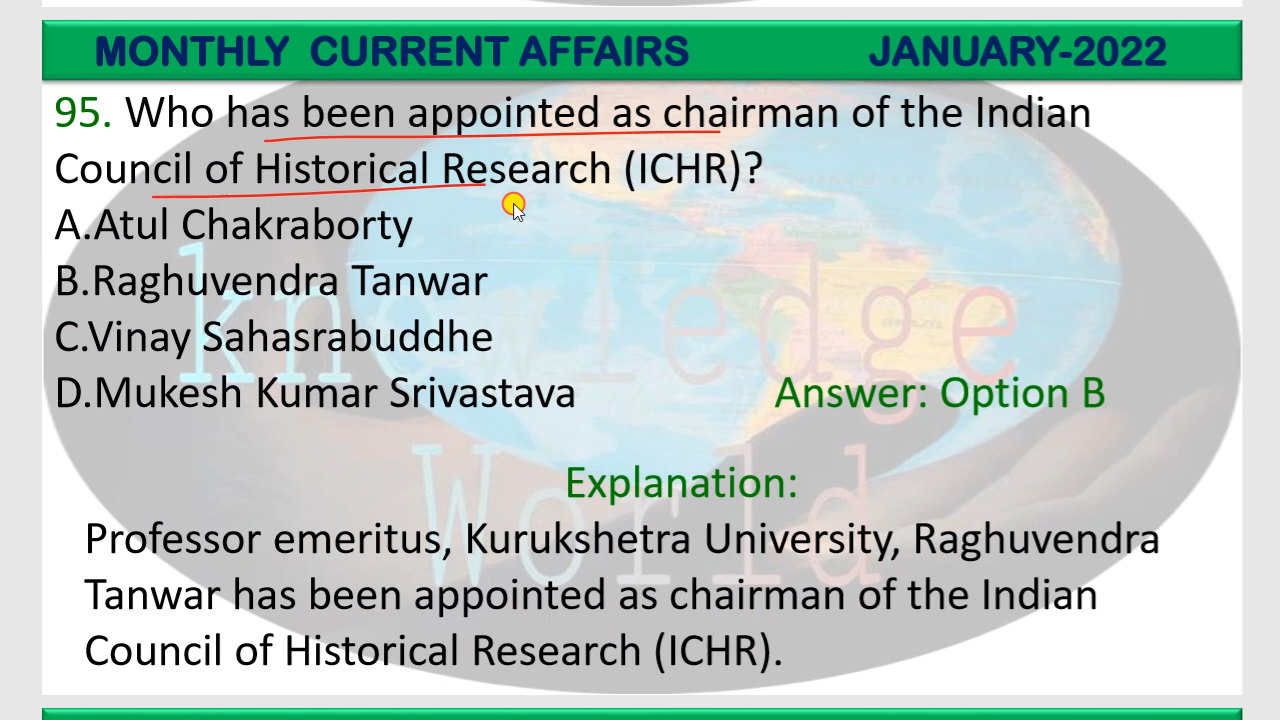 MONTHLY CURRENT AFFAIRS JANUARY-2022
95. Who has been appointed as chairman of the Indian
Council of Historical Research (ICHR)?
A.Atul Chakraborty
B.Raghuvendra Tanwar
C.Vinay Sahasrabuddhe
D.Mukesh Kumar Srivastava Answer: Option B
knowledge
World
Explanation:
Professor emeritus, Kurukshetra University, Raghuvendra
Tanwar has been appointed as chairman of the Indian
Council of Historical Research (ICHR).